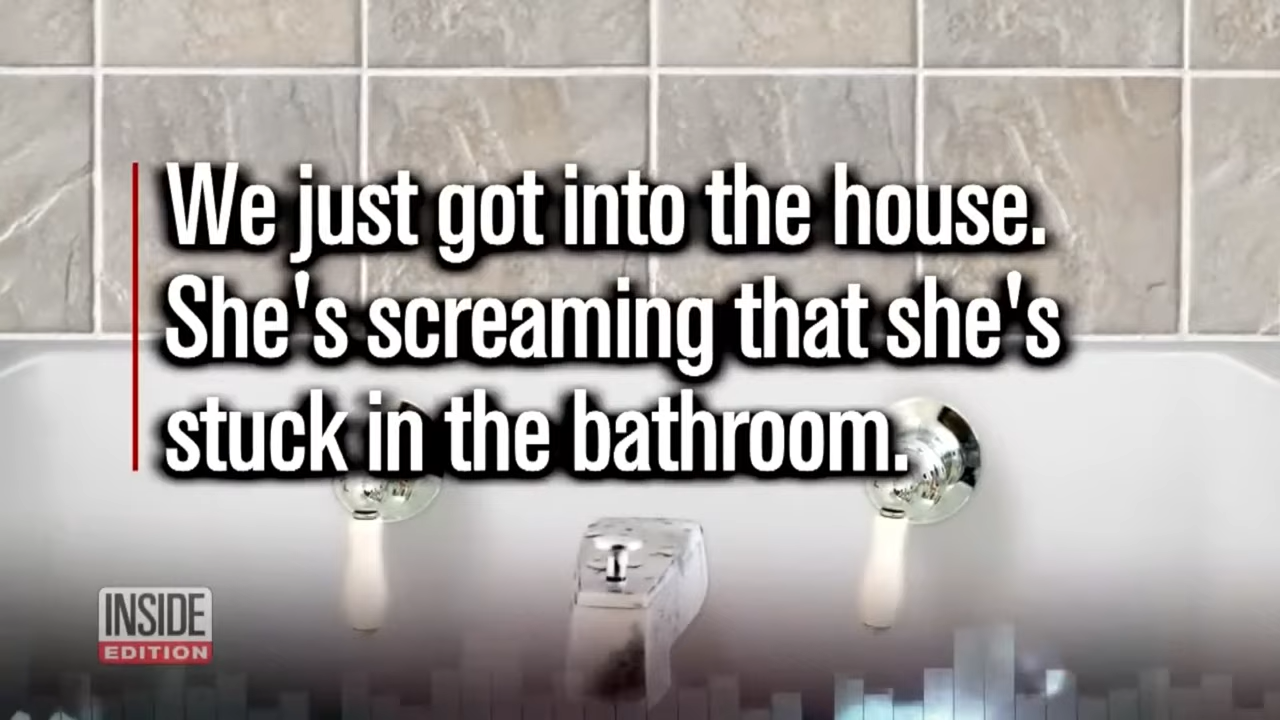 We just got into the house.
She's screaming that she's
stuck in the bathroom.
INSIDE
EDITION